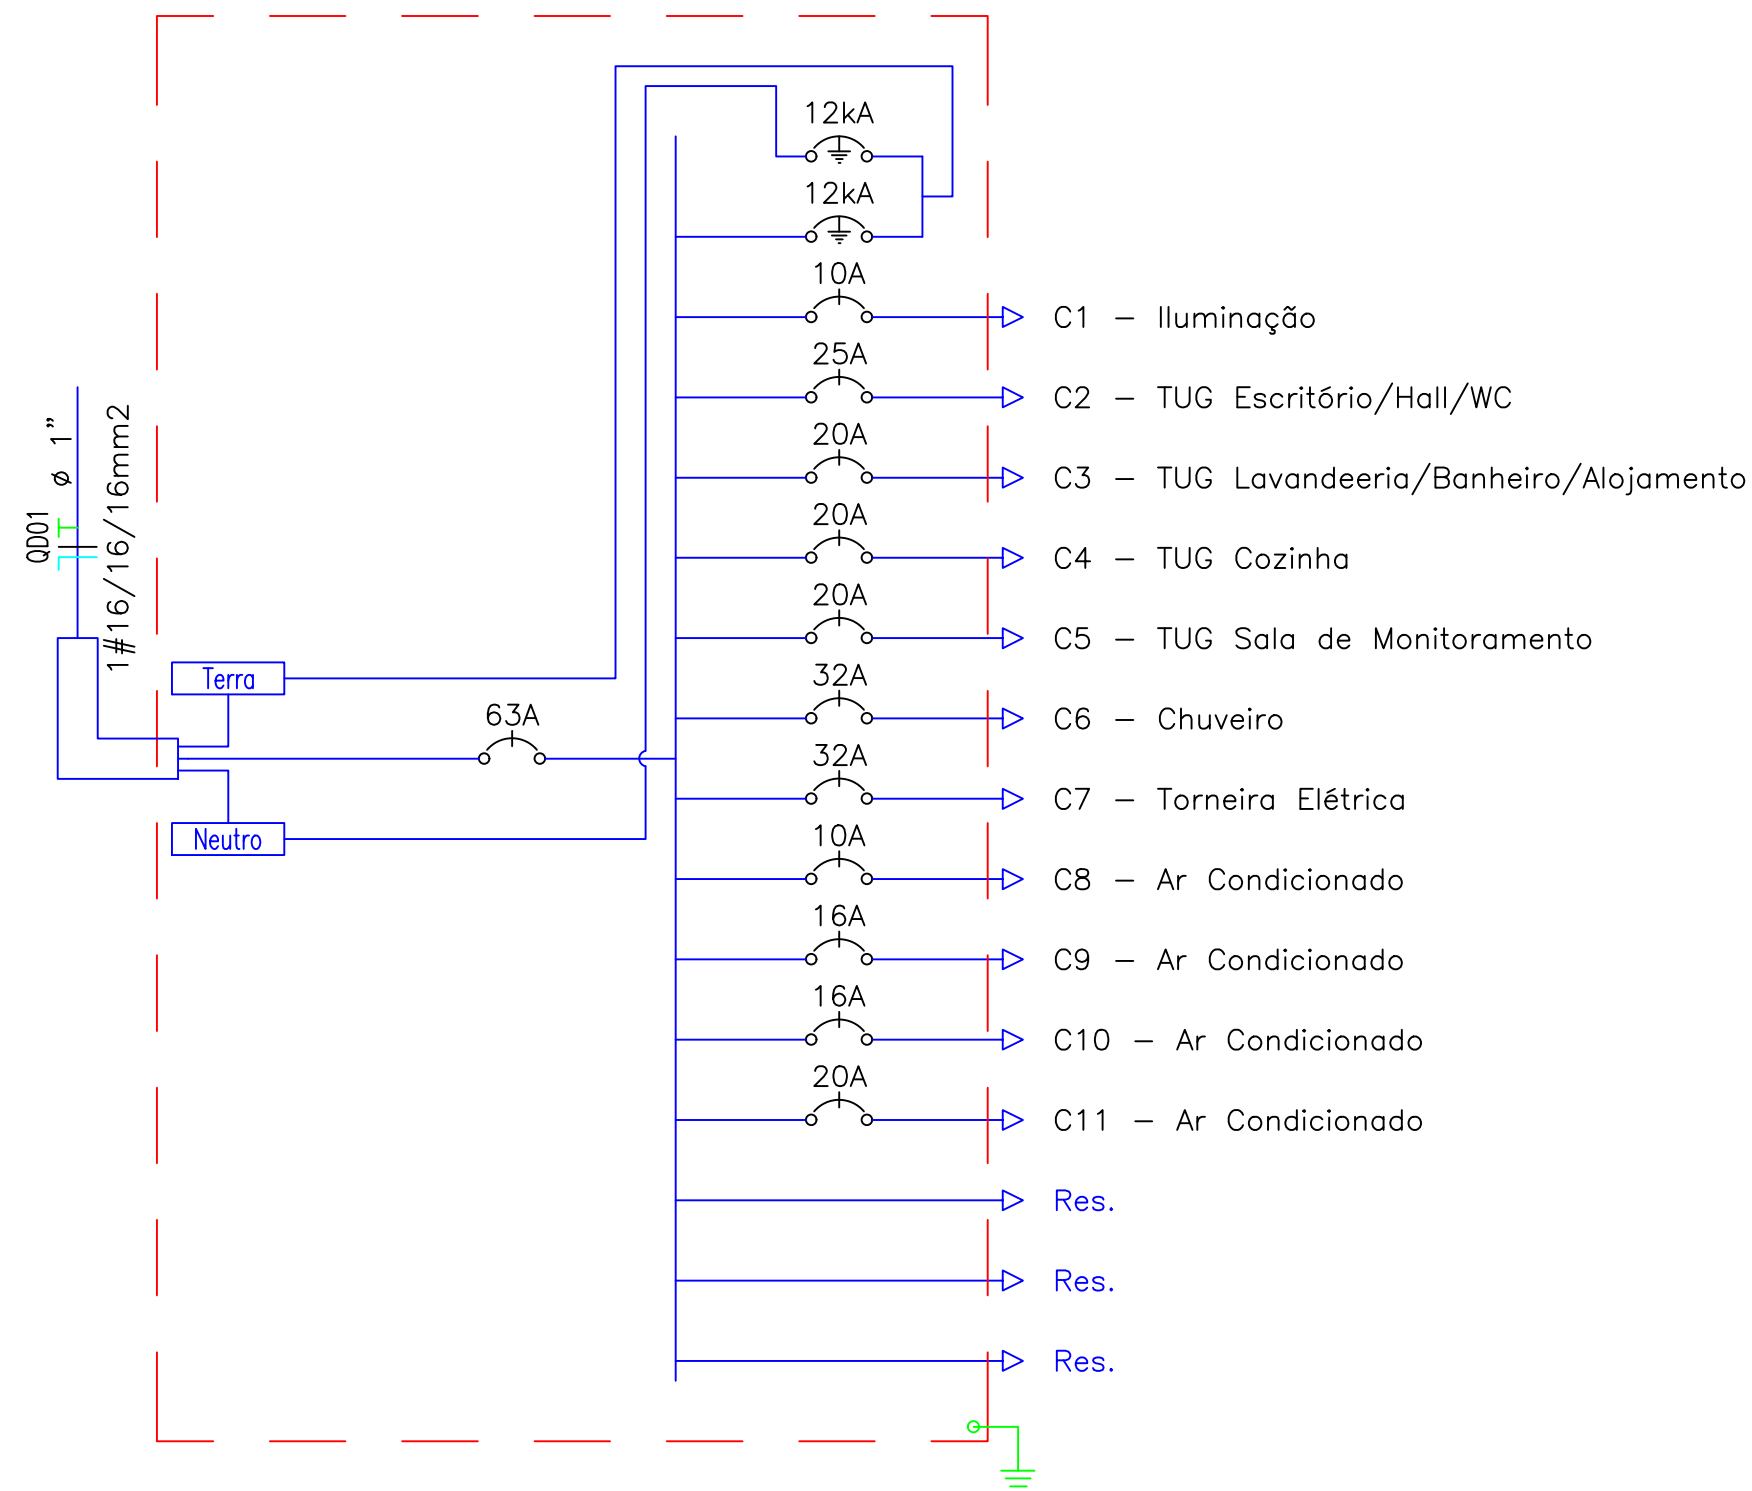 12kA
12kA
10A
C1 – Iluminação
25A
C2 – TUG Escritório/Hall/WC
20A
C3 – TUG Lavandeeria/Banheiro/Alojamento
20A
C4 – TUG Cozinha
20A
C5 – TUG Sala de Monitoramento
32A
C6 – Chuveiro
32A
C7 – Torneira Elétrica
10A
C8 – Ar Condicionado
16A
C9 – Ar Condicionado
16A
C10 – Ar Condicionado
20A
C11 – Ar Condicionado
Res.
Res.
Res.
QD01
ø 1”
1#16/16/16mm2
Terra
63A
Neutro